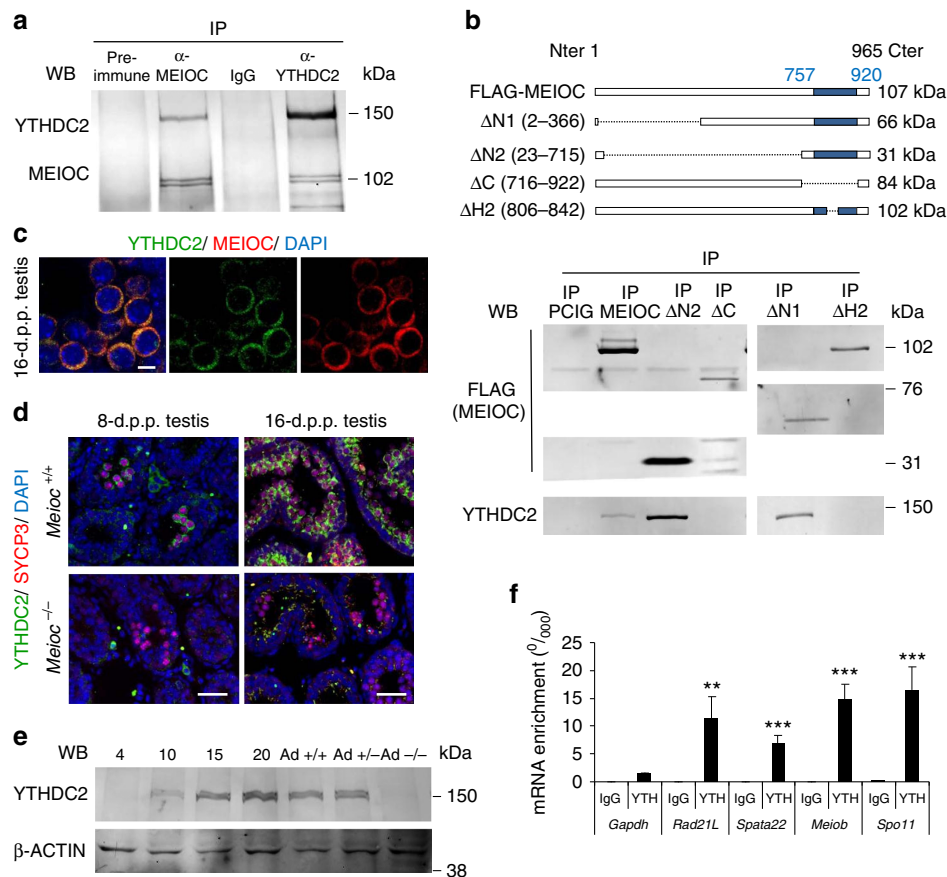 a
IP
WB
Pre-immune
α-MEIOC
IgG
α-YTHDC2
kDa
YTHDC2
– 150
MEIOC
– 102
b
Nter 1
965 Cter
757
920
FLAG-MEIOC
107 kDa
ΔN1 (2–366)
66 kDa
ΔN2 (23–715)
31 kDa
ΔC (716–922)
84 kDa
ΔH2 (806–842)
102 kDa
IP
WB
IP PCIG
IP MEIOC
IP ΔN2
IP ΔC
IP ΔN1
IP ΔH2
kDa
– 102
– 76
FLAG
(MEIOC)
– 31
YTHDC2
– 150
c
YTHDC2/ MEIOC/ DAPI
16-d.p.p. testis
d
8-d.p.p. testis
16-d.p.p. testis
YTHDC2/ SYCP3/ DAPI
Meioc +/+
Meioc −/−
e
WB
4
10
15
20
Ad +/+
Ad +/−
Ad −/−
kDa
YTHDC2
– 150
β-ACTIN
38
f
mRNA enrichment (0/000)
25
20
15
10
5
0
**
***
***
***
IgG YTH IgG YTH IgG YTH IgG YTH IgG YTH
Gapdh Rad21L Spata22 Meiob Spo11